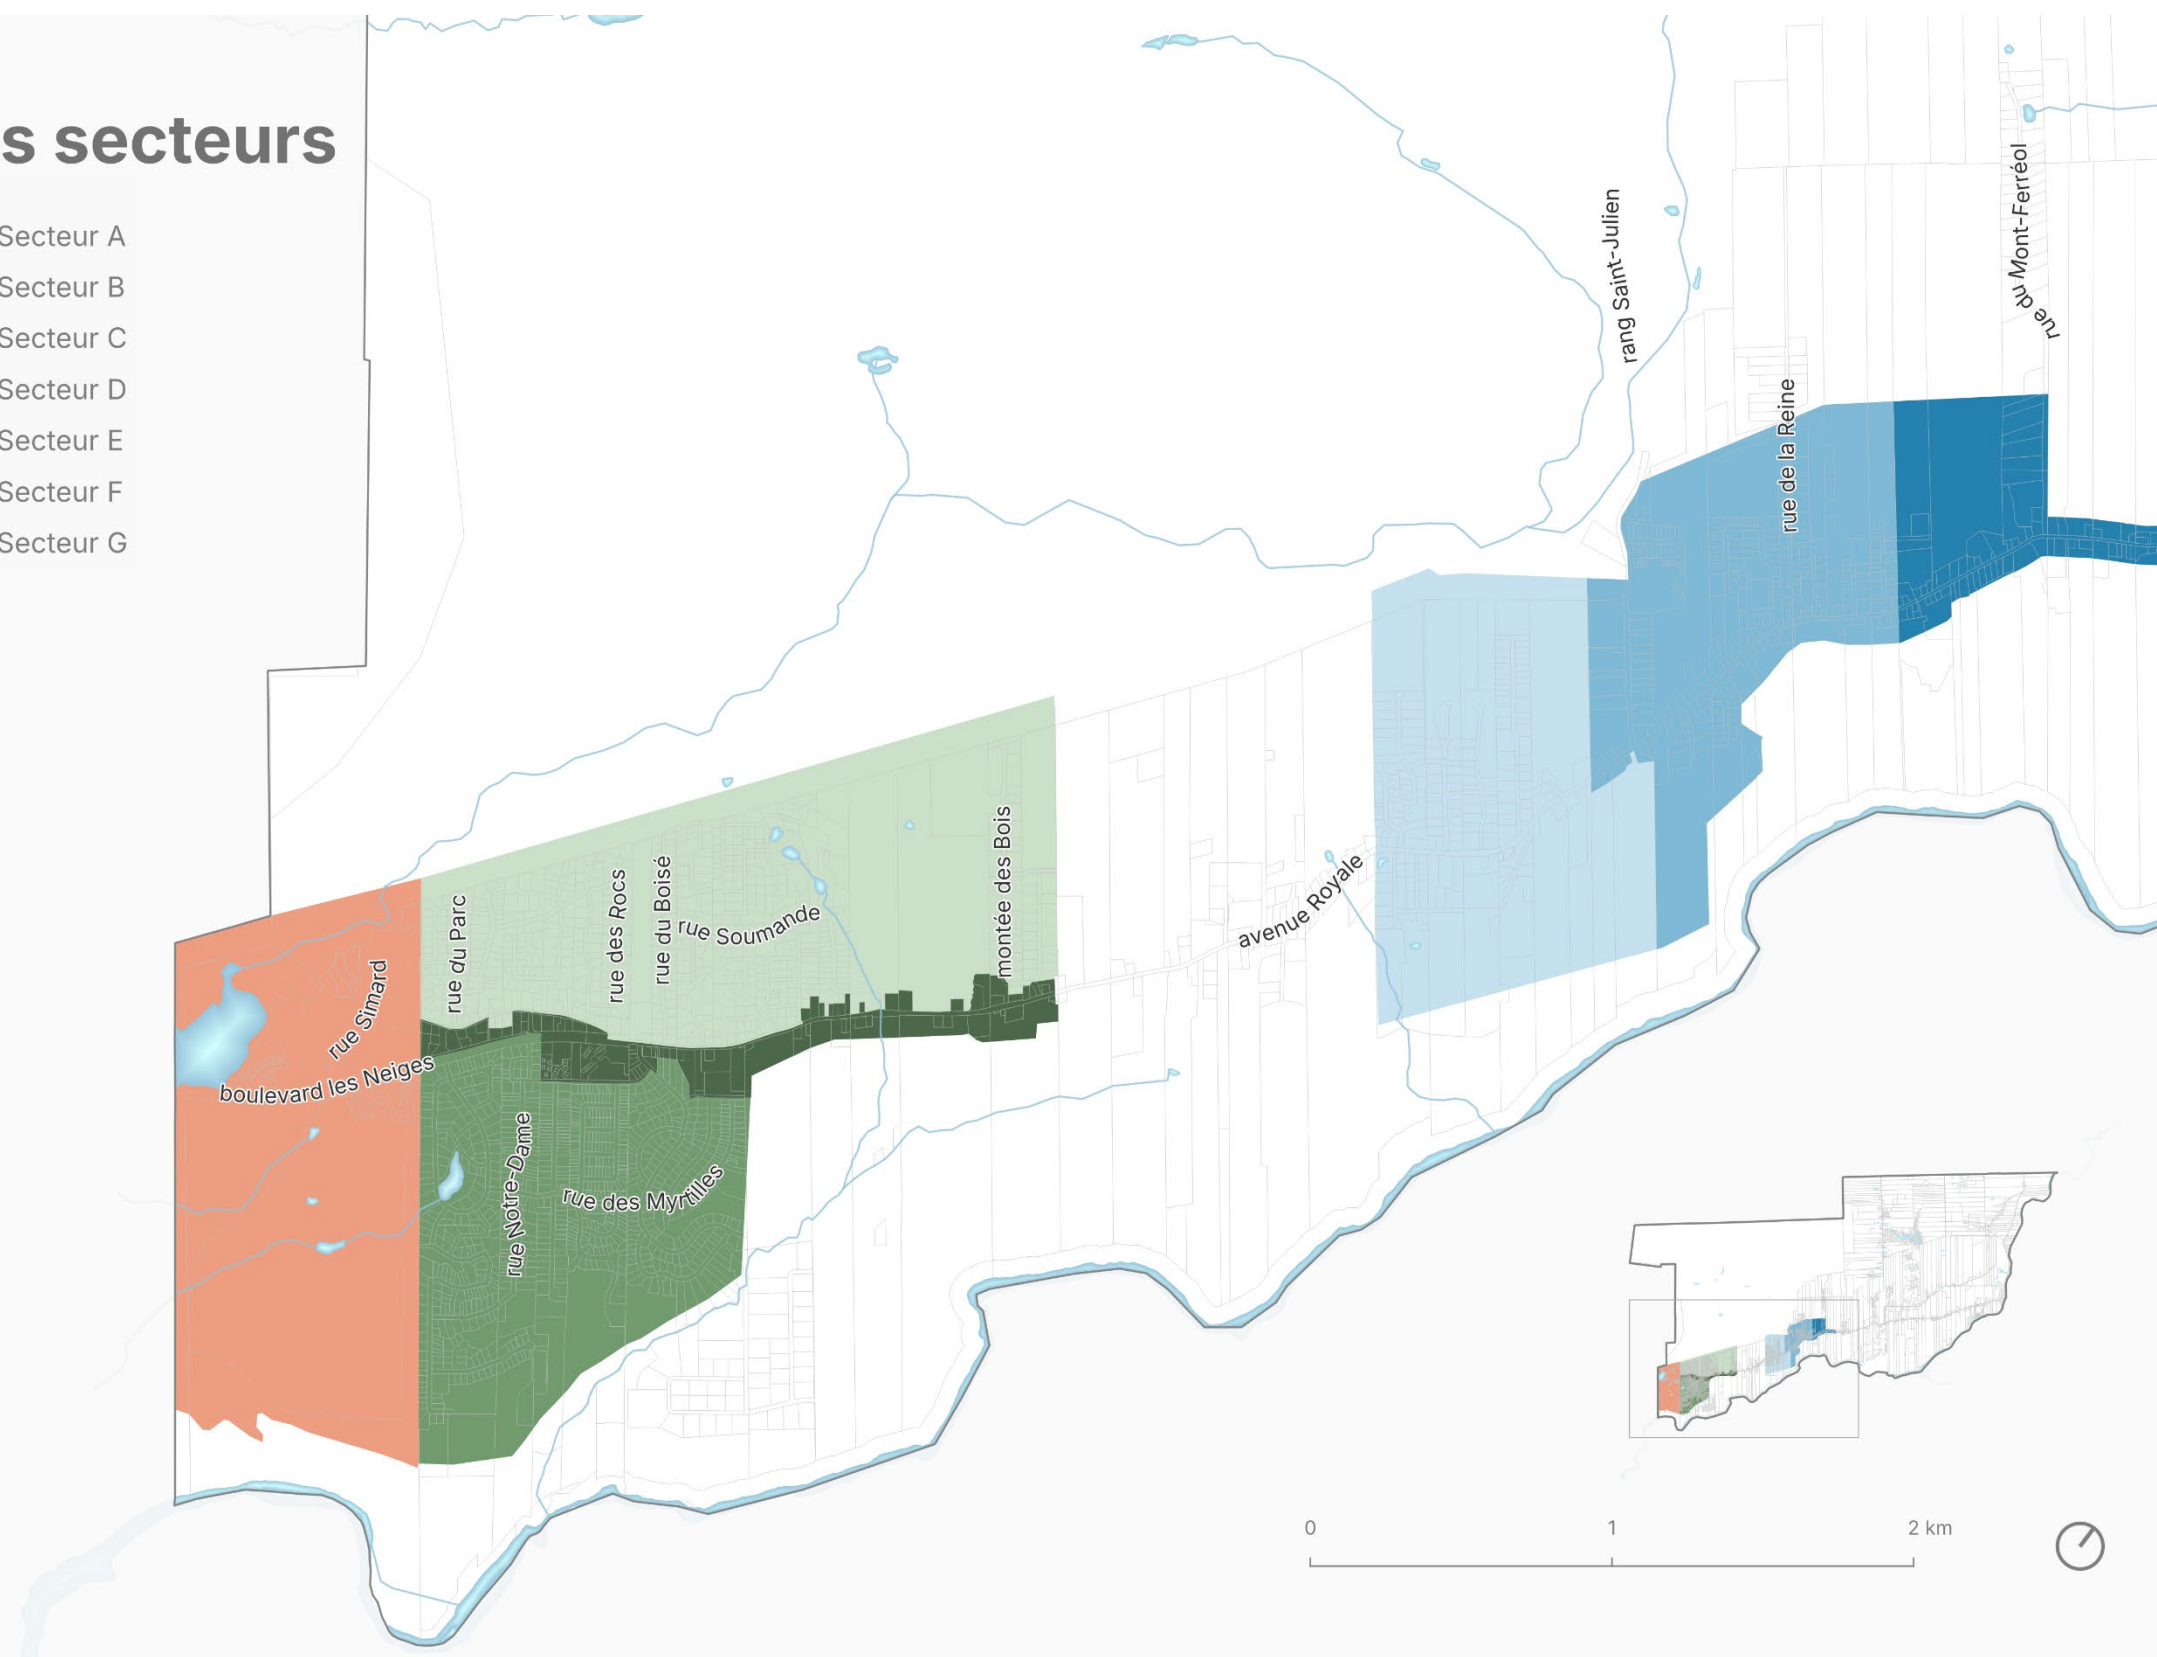 s secteurs
Secteur A
Secteur B
Secteur C
Secteur D
Secteur E
Secteur F
Secteur G
rang Saint-Julien
rue du Mont-Ferréol
rue de la Reine
montée des Bois
avenue Royale
rue du Parc
rue des Rocs
rue du Boisé
rue Soumande
rue Simard
boulevard les Neiges
rue Notre-Dame
rue des Myrtilles
0 1 2 km